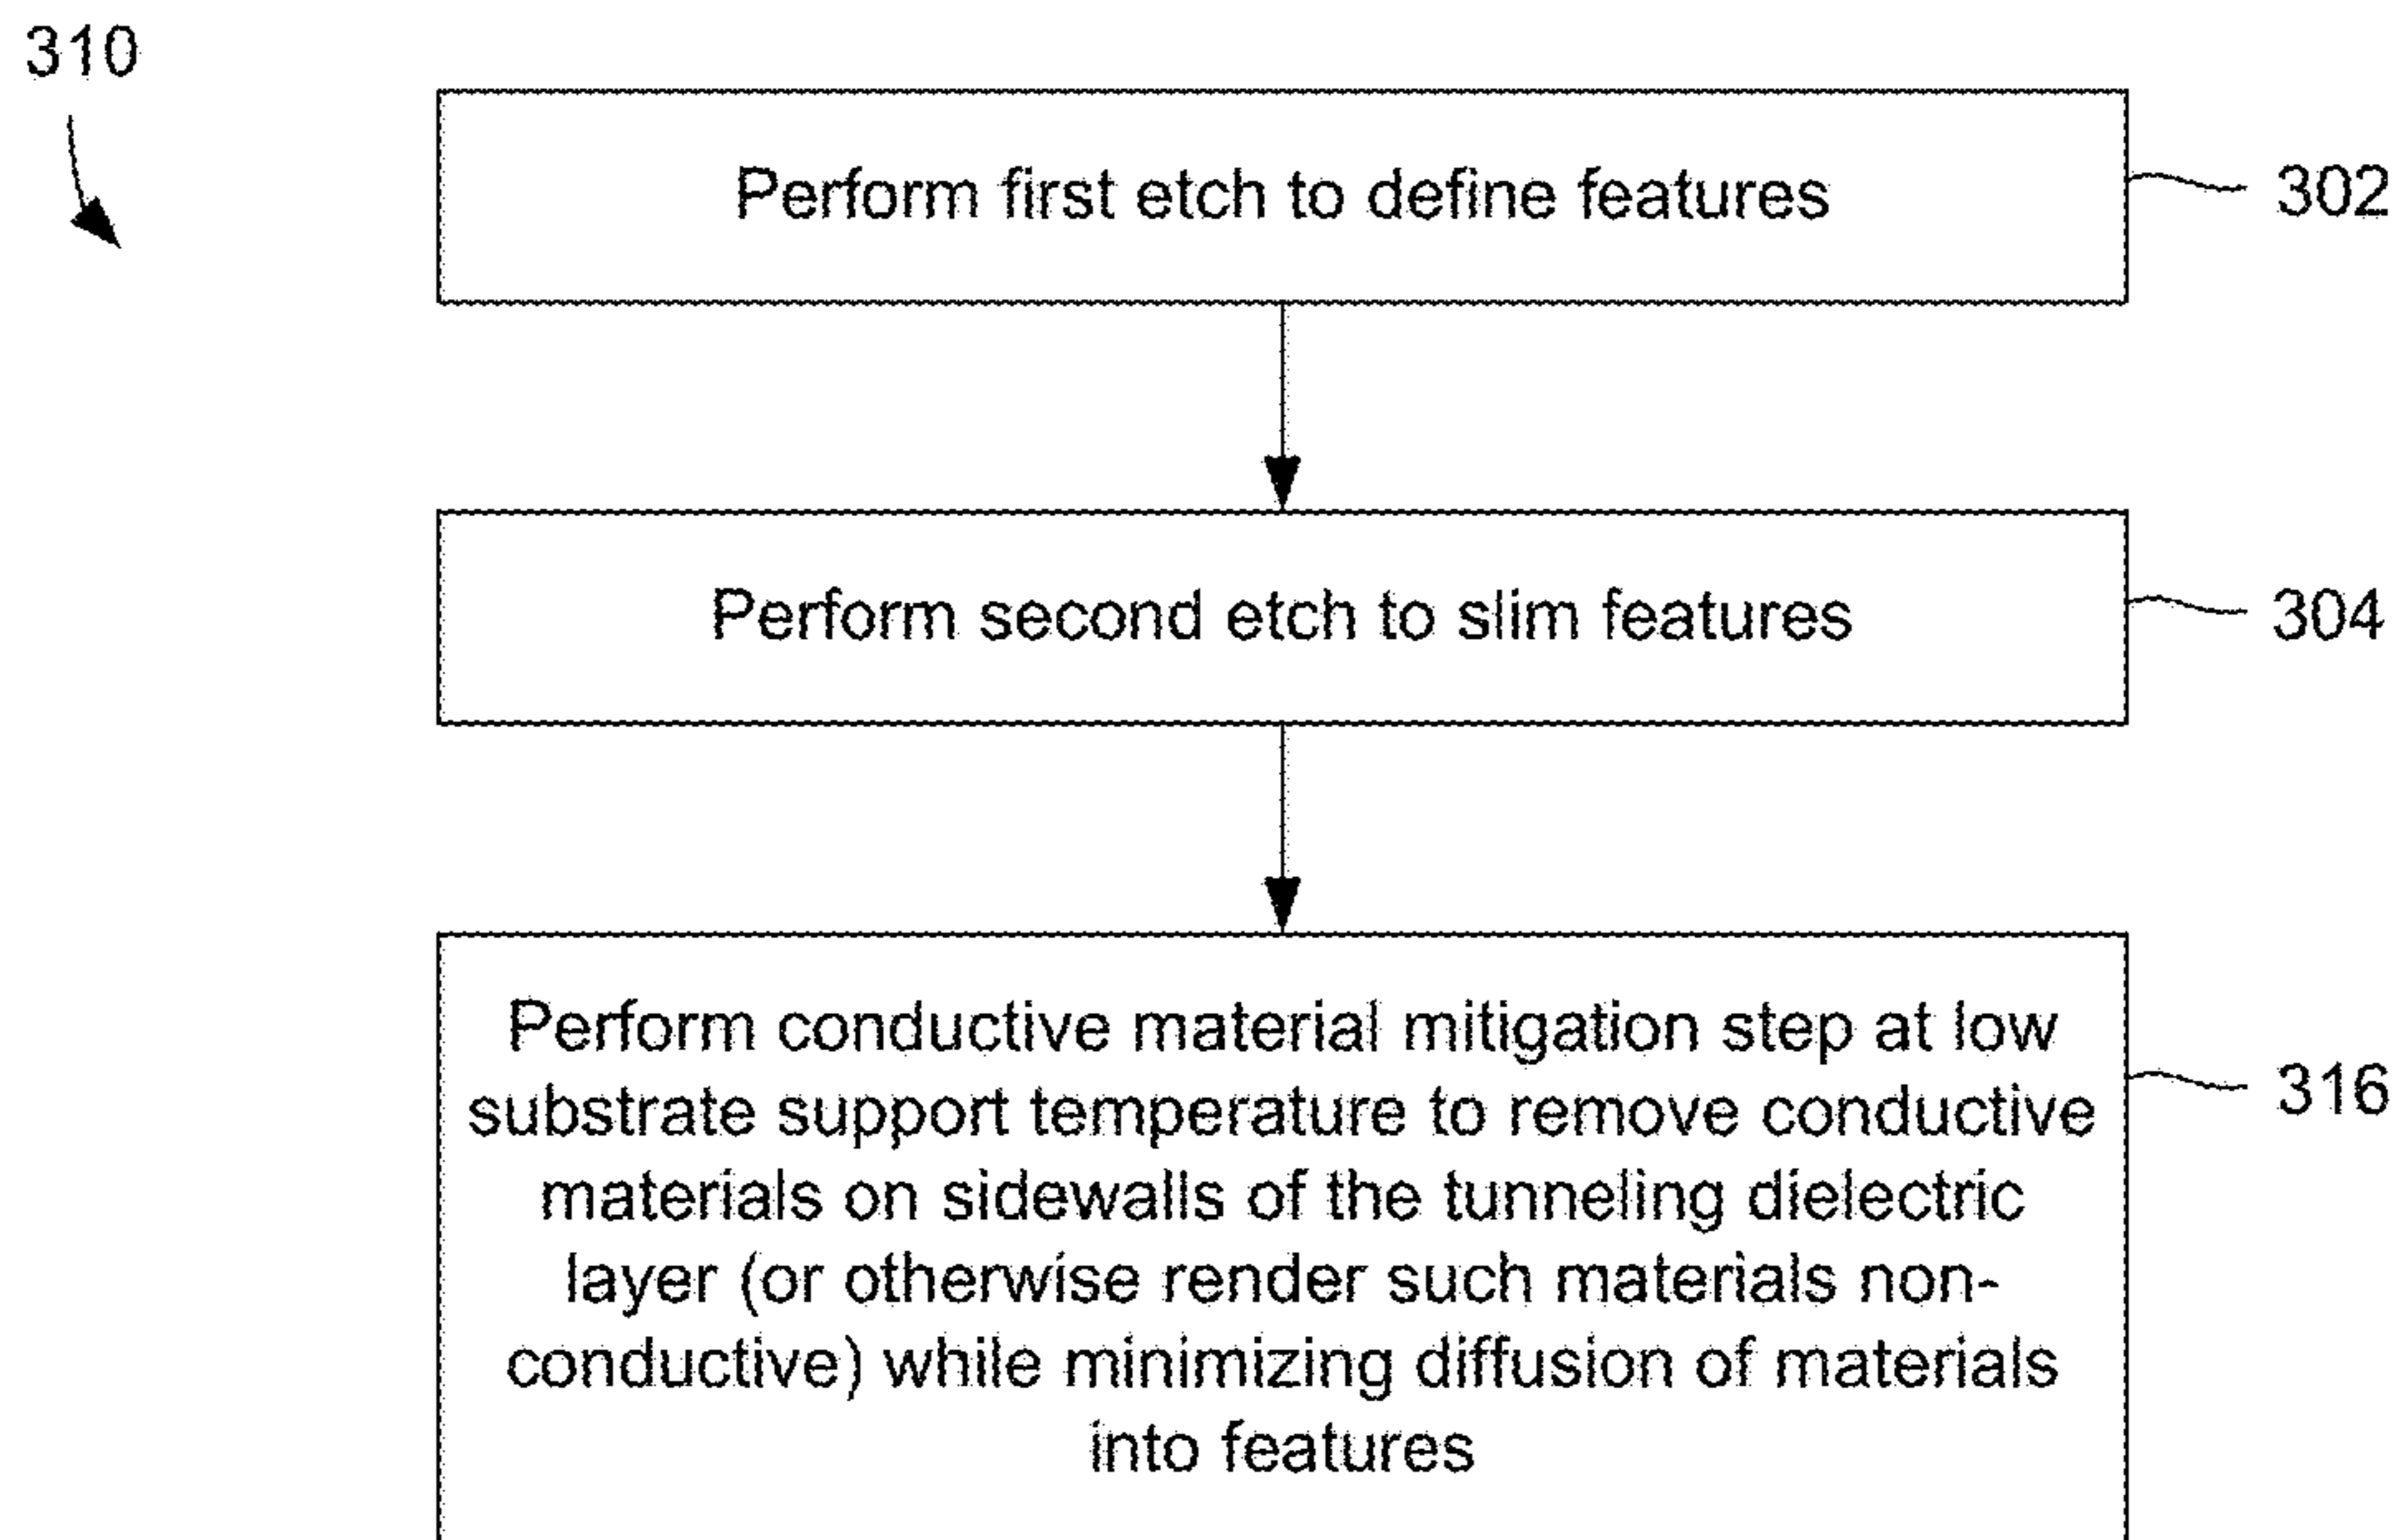 310
Perform first etch to define features
302
Perform second etch to slim features
304
Perform conductive material mitigation step at low
substrate support temperature to remove conductive
materials on sidewalls of the tunneling dielectric
layer (or otherwise render such materials non-
conductive) while minimizing diffusion of materials
into features
316